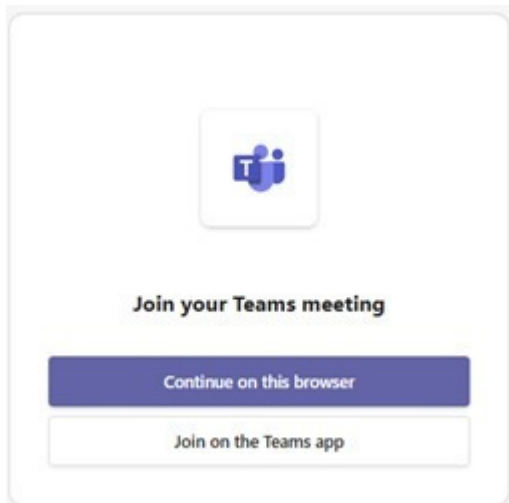 T
Join your Teams meeting
Continue on this browser
Join on the Teams app